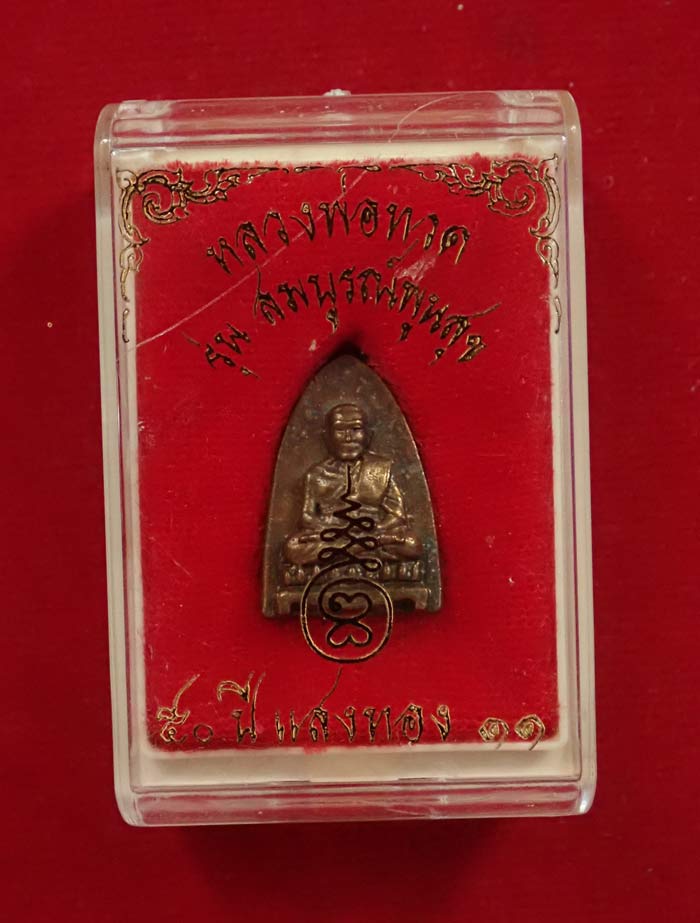 หลวงพ่อทวด
รุ่น สมบูรณ์พูนสุข
๕๐ ปี แสงทอง ๑๑